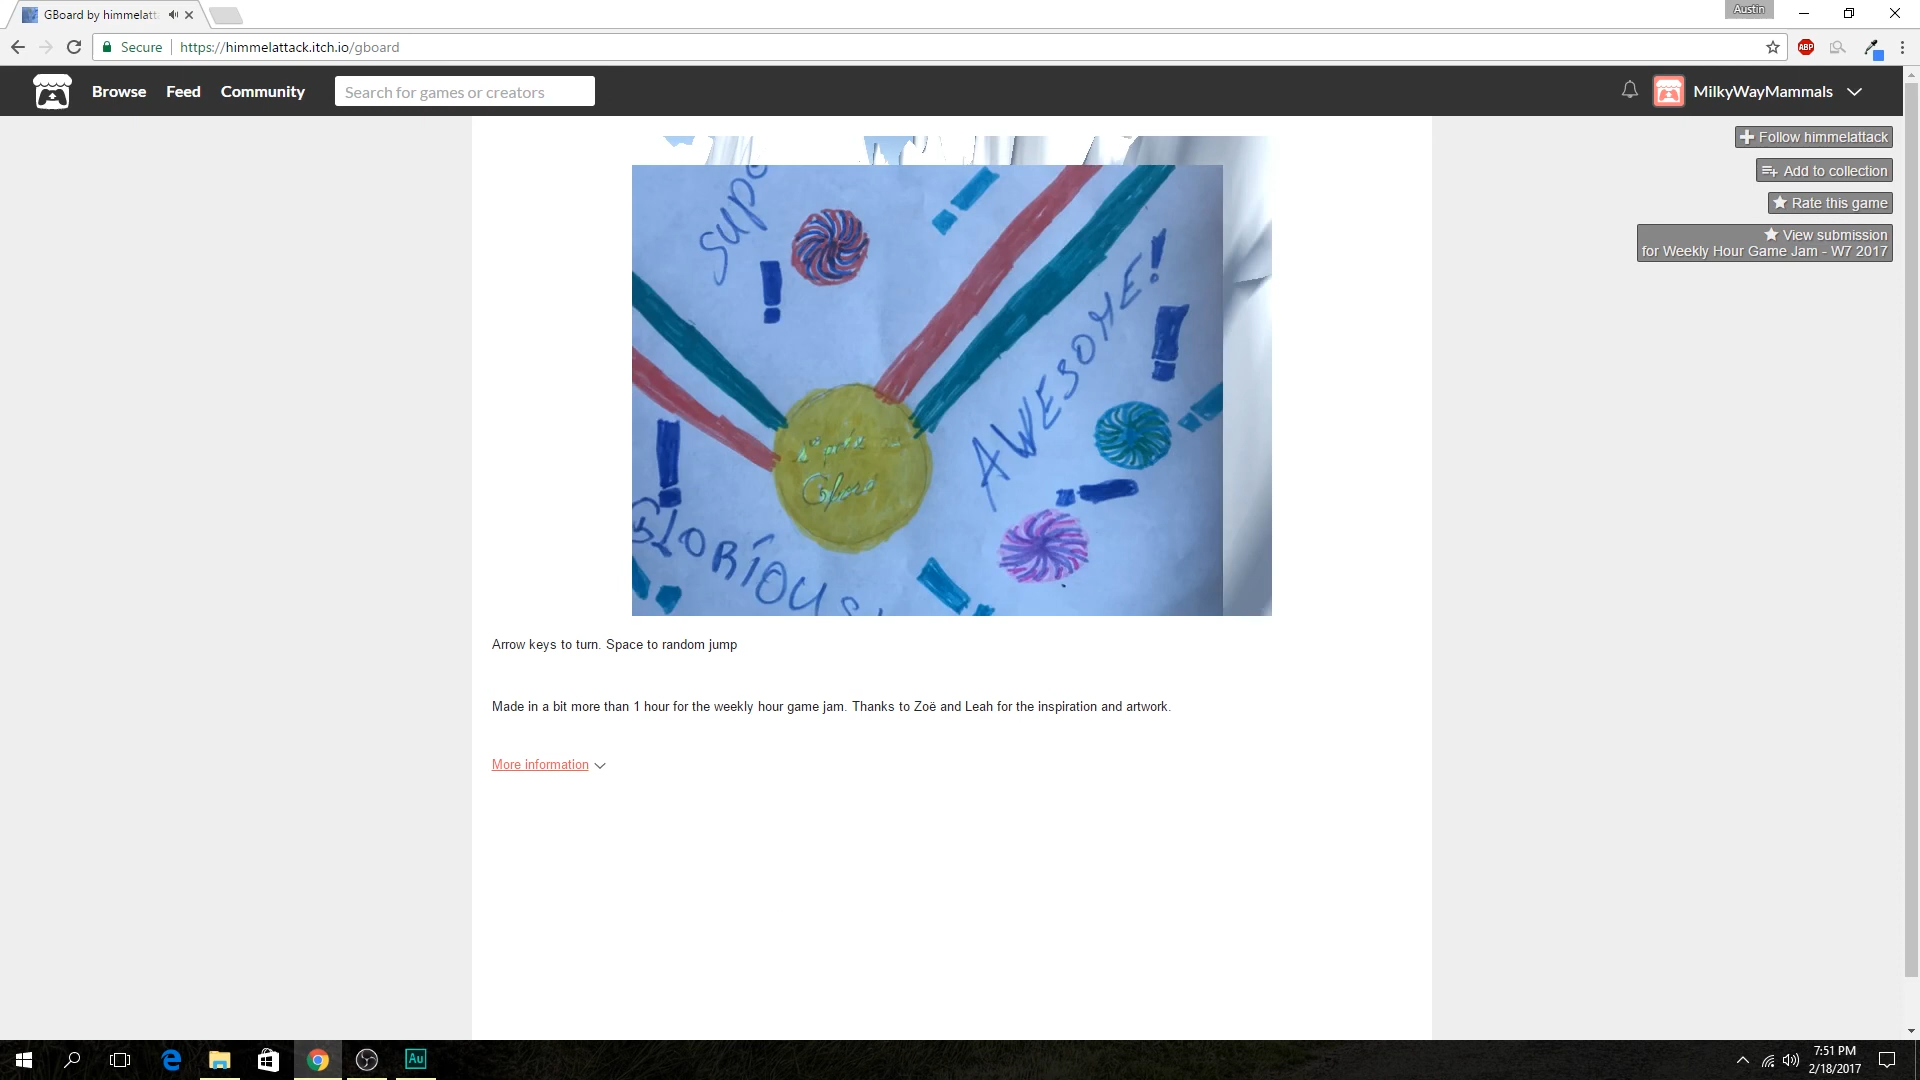 GBoard by himmelatt
Austin
Secure
https://himmelattack.itch.io/gboard
ABP
Browse
Feed
Community
Search for games or creators
MilkyWayMammals
Follow himmelattack
Add to collection
Rate this game
View submission
for Weekly Hour Game Jam - W7 2017
Supe
AWESOME!
GLORIOUS
Arrow keys to turn. Space to random jump
Made in a bit more than 1 hour for the weekly hour game jam. Thanks to Zoë and Leah for the inspiration and artwork.
More information
Au
7:51 PM
2/18/2017